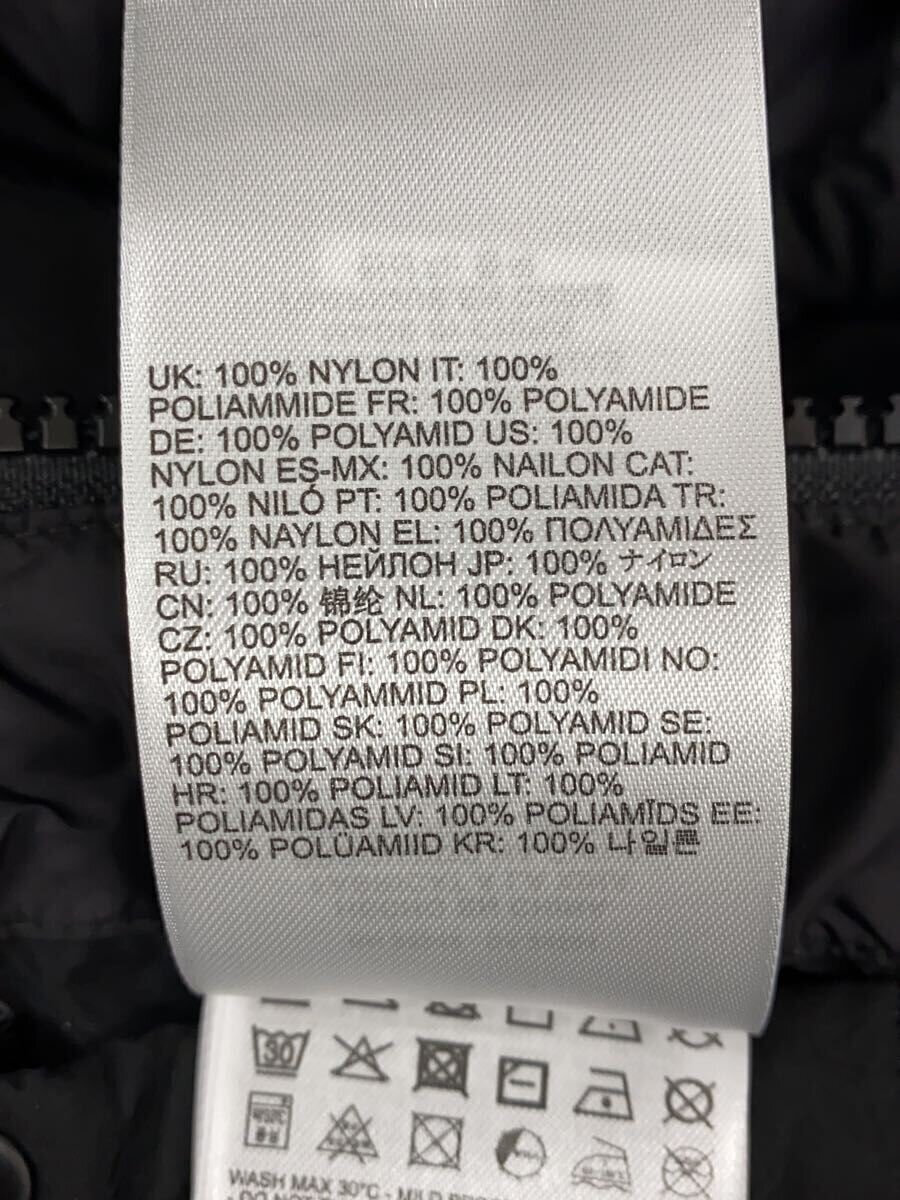 UK: 100% NYLON IT: 100%
POLIAMMIDE FR: 100% POLYAMIDE
DE: 100% POLYAMID US: 100%
NYLON ES-MX: 100% NAILON CAT:
100% NILÓ PT: 100% POLIAMIDA TR:
100% NAYLON EL: 100% ΠΟΛΥΑΜΙΔΕΣ
RU: 100% НЕЙЛОН JP: 100% ナイロン
CN: 100% 锦纶 NL: 100% POLYAMIDE
CZ: 100% POLYAMID DK: 100%
POLYAMID FI: 100% POLYAMIDI NO:
100% POLYAMMID PL: 100%
POLIAMID SK: 100% POLYAMID SE:
100% POLYAMID SI: 100% POLIAMID
HR: 100% POLIAMID LT: 100%
POLIAMIDAS LV: 100% POLIAMĪDS EE:
100% POLÜAMIID KR: 100% 나일론
30
WASH MAX 30°C - MILD
- DO NOT